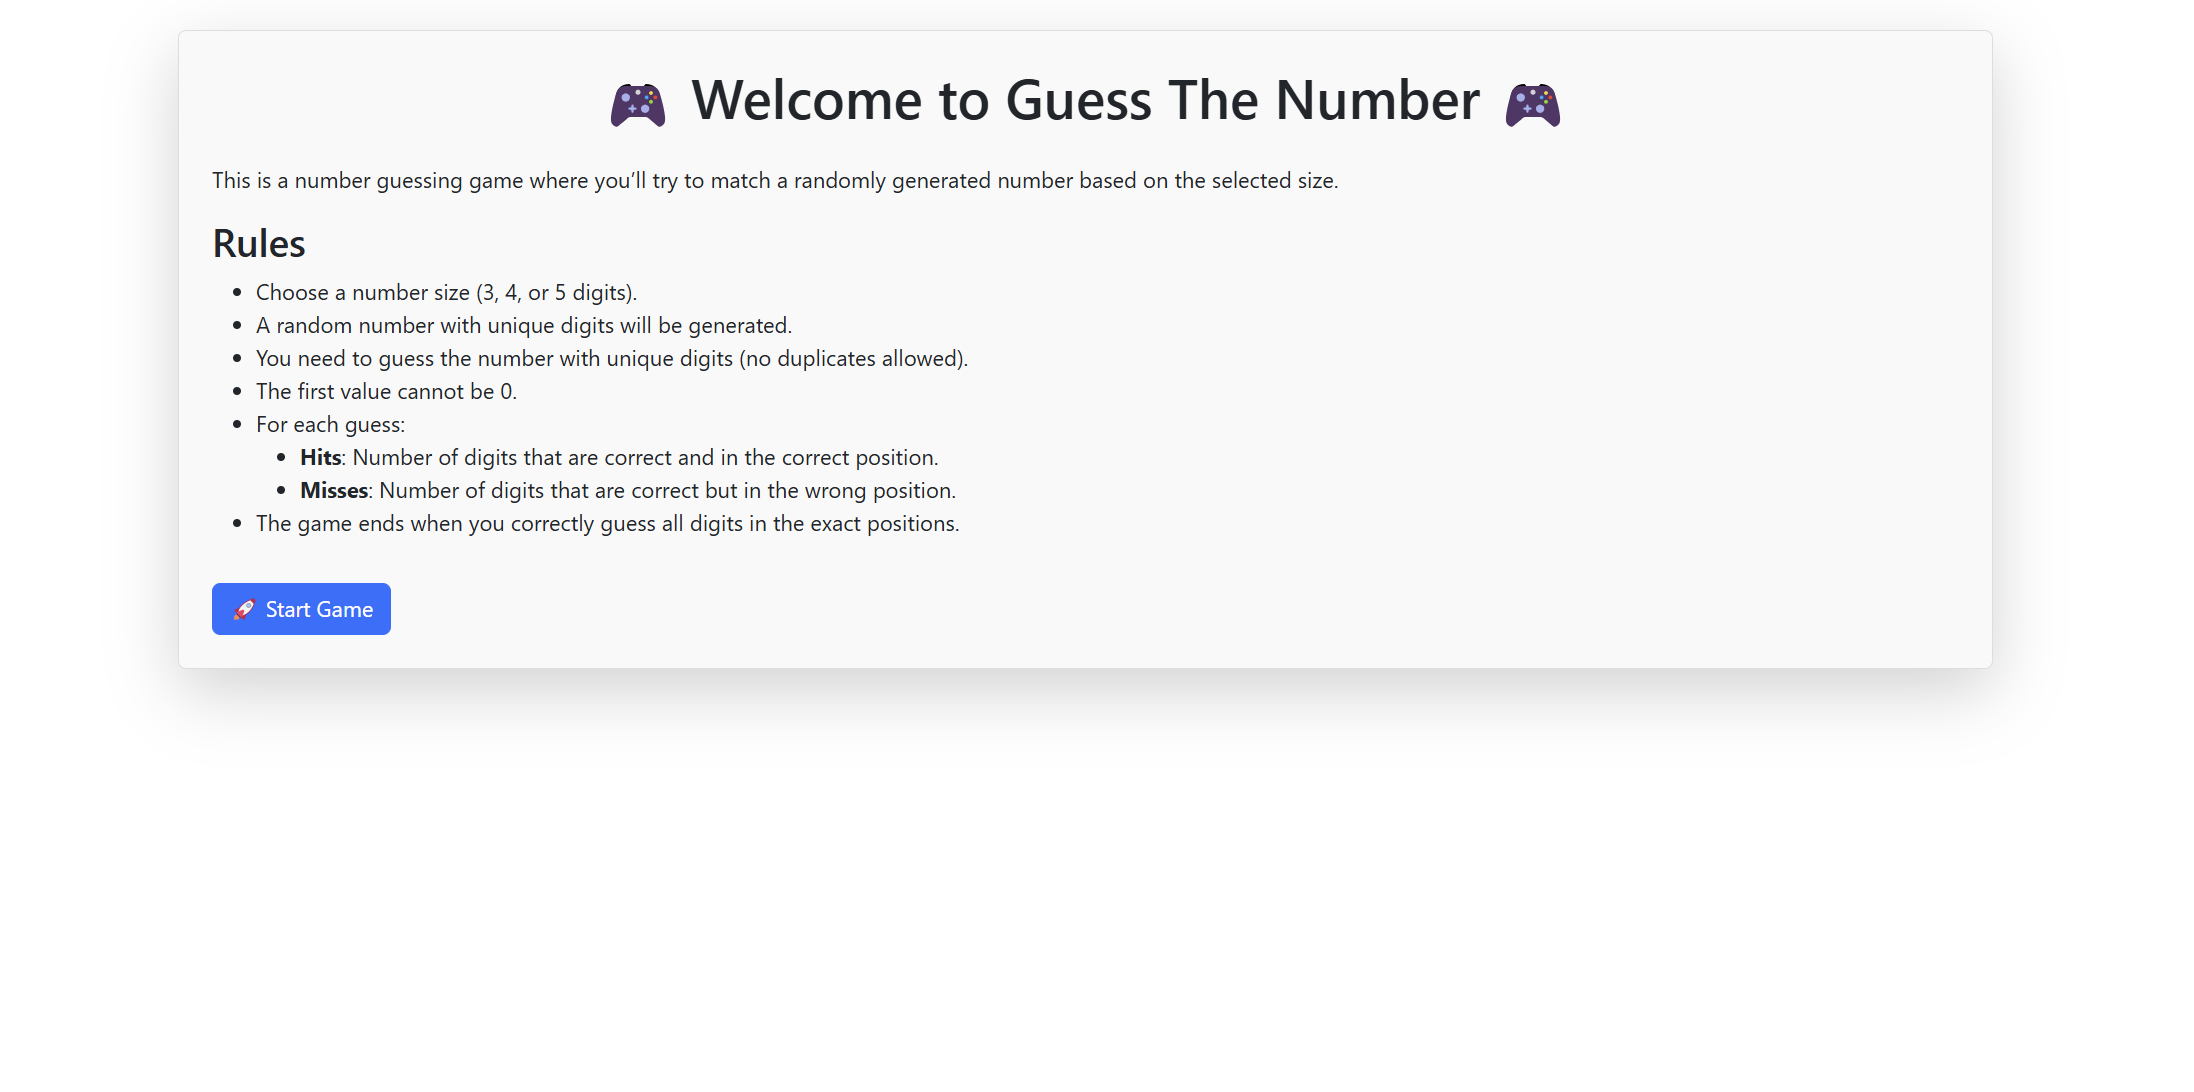 🎮 Welcome to Guess The Number 🎮
This is a number guessing game where you’ll try to match a randomly generated number based on the selected size.
Rules
• Choose a number size (3, 4, or 5 digits).
• A random number with unique digits will be generated.
• You need to guess the number with unique digits (no duplicates allowed).
• The first value cannot be 0.
• For each guess:
• Hits: Number of digits that are correct and in the correct position.
• Misses: Number of digits that are correct but in the wrong position.
• The game ends when you correctly guess all digits in the exact positions.
🚀 Start Game